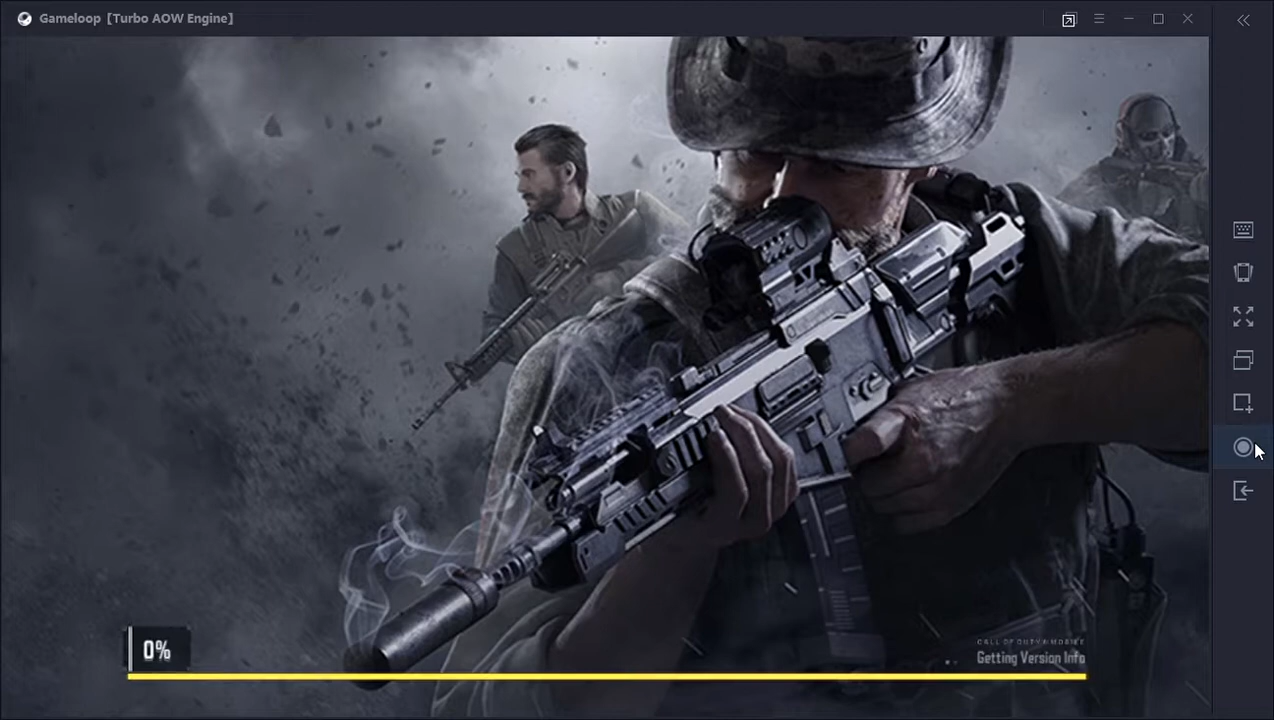 Gameloop [Turbo AOW Engine]
0%
CALL OF DUTY MOBILE
Getting Version Info